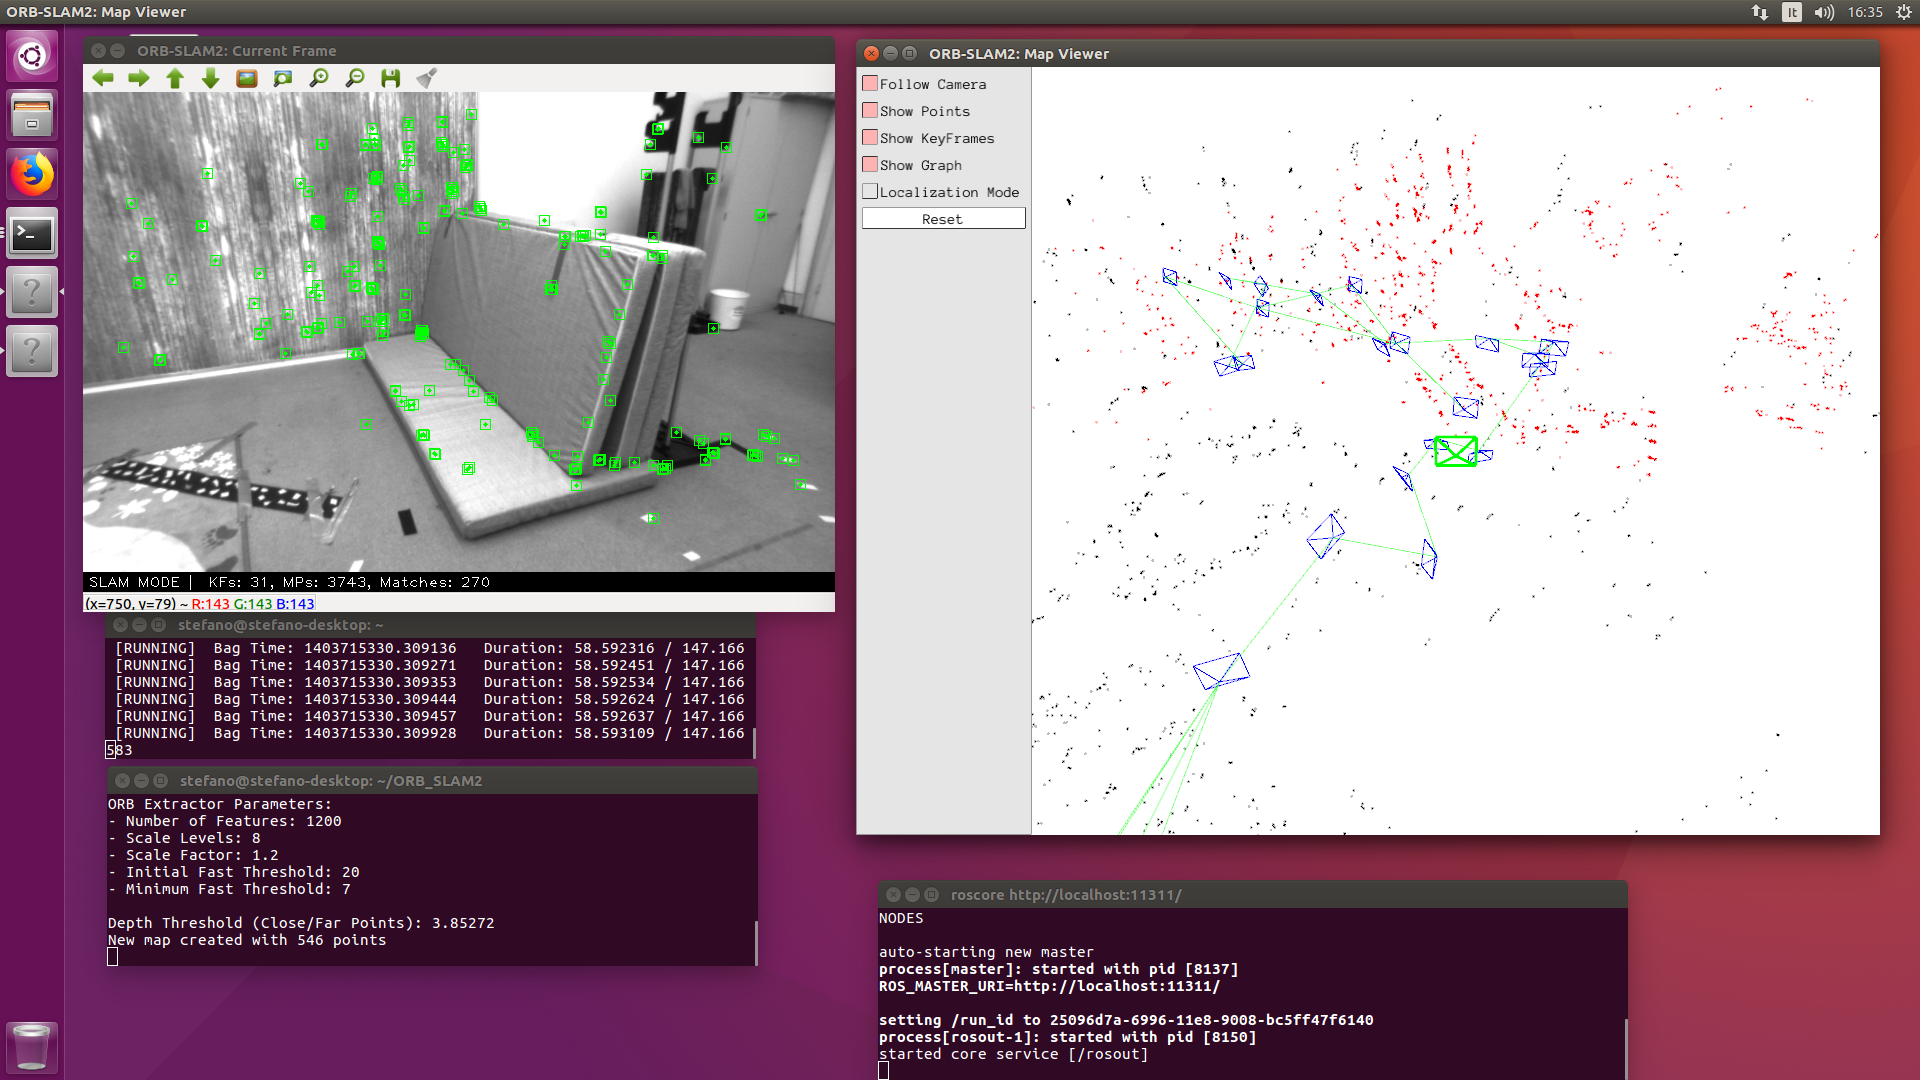 ORB-SLAM2: Map Viewer
It
16:35
ORB-SLAM2: Current Frame
SLAM MODE | KFs: 31, MPs: 3743, Matches: 270
(x=750, y=79) ~ R:143 G:143 B:143
stefano@stefano-desktop: ~
[RUNNING] Bag Time: 1403715330.309136 Duration: 58.592316 / 147.166
[RUNNING] Bag Time: 1403715330.309271 Duration: 58.592451 / 147.166
[RUNNING] Bag Time: 1403715330.309353 Duration: 58.592534 / 147.166
[RUNNING] Bag Time: 1403715330.309444 Duration: 58.592624 / 147.166
[RUNNING] Bag Time: 1403715330.309457 Duration: 58.592637 / 147.166
[RUNNING] Bag Time: 1403715330.309928 Duration: 58.593109 / 147.166
583
stefano@stefano-desktop: ~/ORB_SLAM2
ORB Extractor Parameters:
- Number of Features: 1200
- Scale Levels: 8
- Scale Factor: 1.2
- Initial Fast Threshold: 20
- Minimum Fast Threshold: 7
Depth Threshold (Close/Far Points): 3.85272
New map created with 546 points
ORB-SLAM2: Map Viewer
Follow Camera
Show Points
Show KeyFrames
Show Graph
Localization Mode
Reset
roscore http://localhost:11311/
NODES
auto-starting new master
process[master]: started with pid [8137]
ROS_MASTER_URI=http://localhost:11311/
setting /run_id to 25096d7a-6996-11e8-9008-bc5ff47f6140
process[rosout-1]: started with pid [8150]
started core service [/rosout]